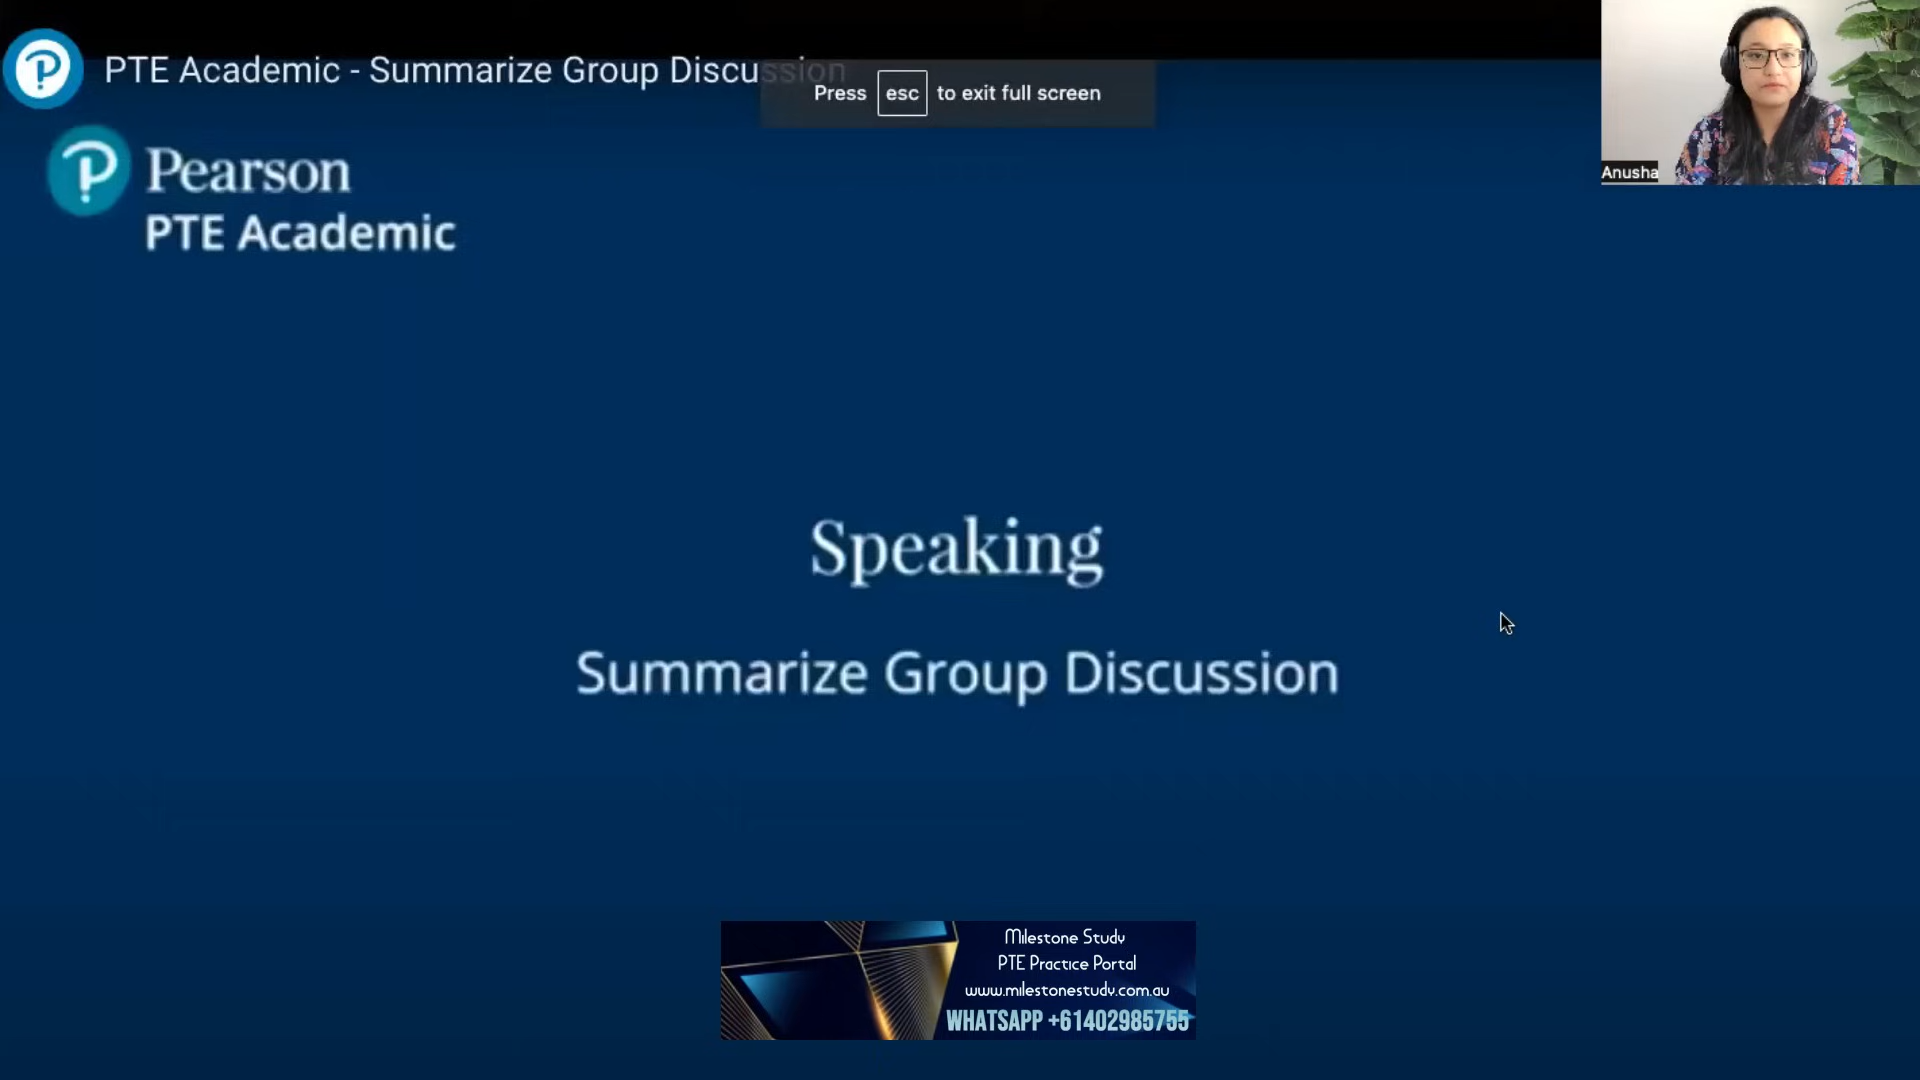 PTE Academic - Summarize Group Discussion
Press esc to exit full screen
Anusha
Pearson
PTE Academic
Speaking
Summarize Group Discussion
Milestone Study
PTE Practice Portal
www.milestonestudy.com.au
WHATSAPP +61402985755